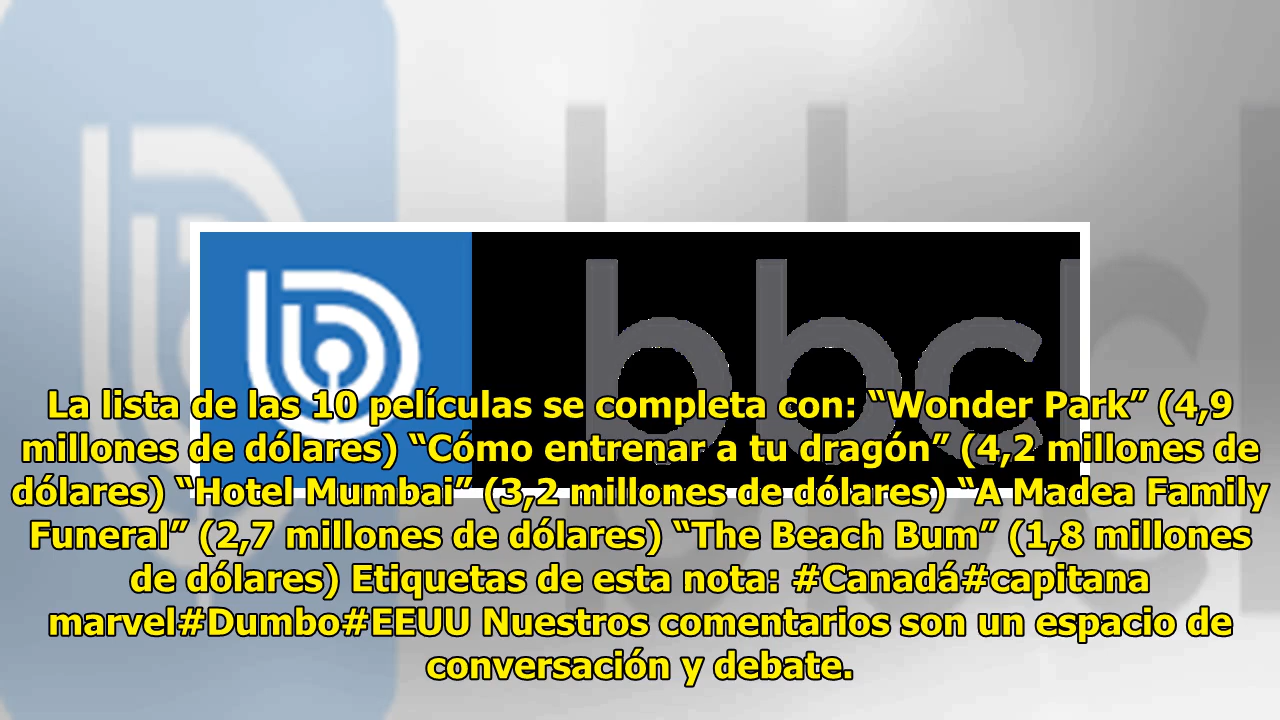 bbcl
La lista de las 10 películas se completa con: “Wonder Park” (4,9
millones de dólares) “Cómo entrenar a tu dragón” (4,2 millones de
dólares) “Hotel Mumbai” (3,2 millones de dólares) “A Madea Family
Funeral” (2,7 millones de dólares) “The Beach Bum” (1,8 millones
de dólares) Etiquetas de esta nota: #Canadá#capitana
marvel#Dumbo#EEUU Nuestros comentarios son un espacio de
conversación y debate.